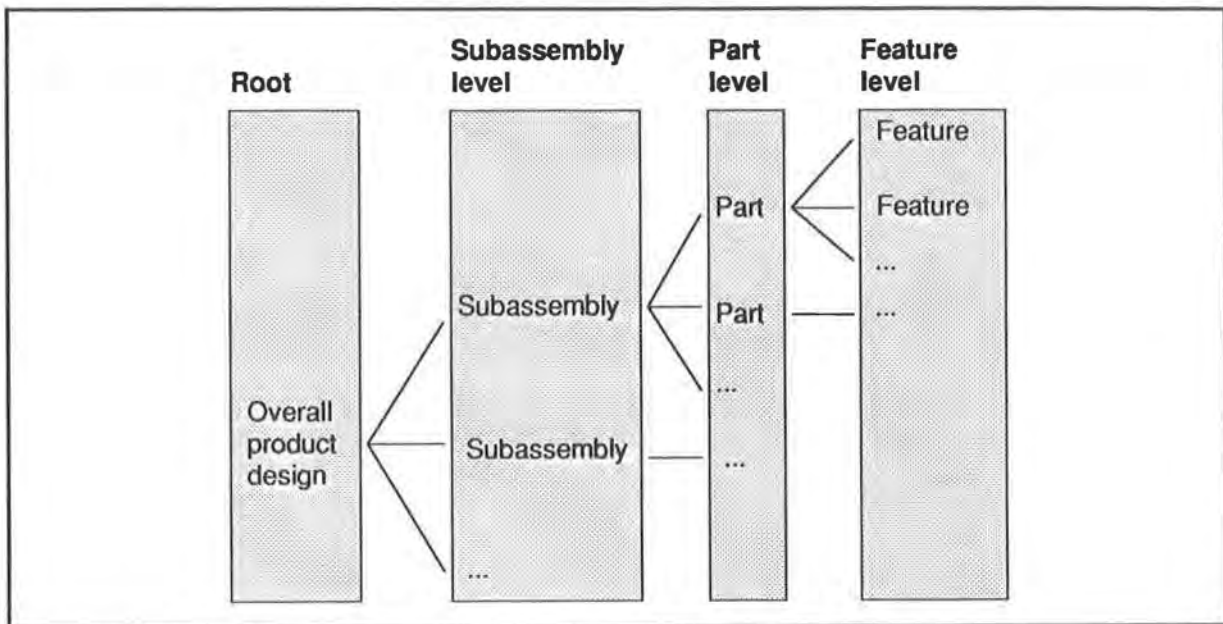 Root
Subassembly
level
Part
level
Feature
level
Overall
product
design
Subassembly
Subassembly
...
Part
Part
...
...
Feature
Feature
...
...